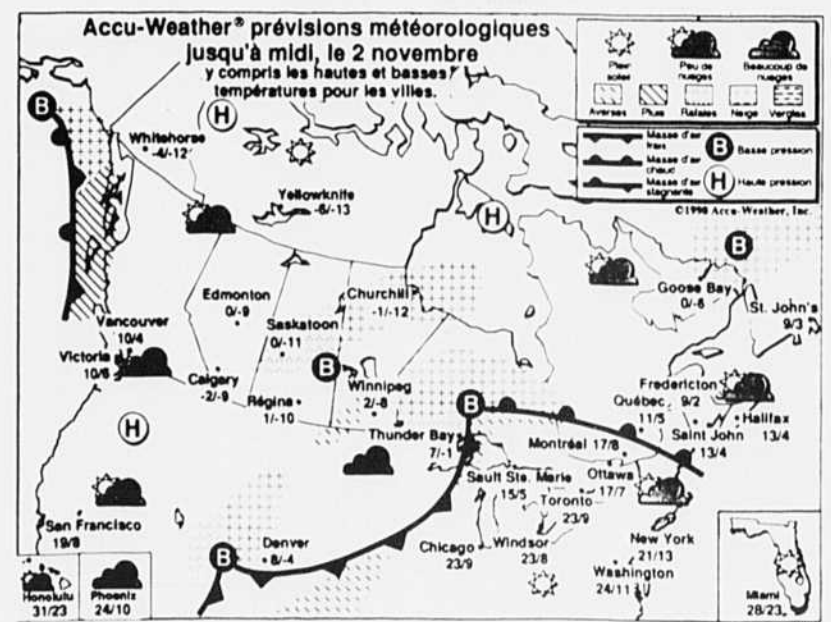 Accu-Weather® prévisions météorologiques
jusqu'à midi, le 2 novembre
y compris les hautes et basses
températures pour les villes.
Plein soleil
Peu de nuages
Beaucoup de nuages
Averses
Pluie
Rafales
Neige
Verglas
Masse d'air frais
Masse d'air chaud
Masse d'air stagnante
B Basse pression
H Haute pression
©1990 Accu-Weather, Inc.
B
H
Whitehorse
-4/-12
Yellowknife
-6/-13
H
B
Goose Bay
0/-6
St. John's
9/3
Edmonton
0/-9
Churchill
-1/-12
Saskatoon
0/-11
Vancouver
10/4
Victoria
10/6
Calgary
-2/-9
B
Winnipeg
2/-8
Régina
1/-10
H
B
Thunder Bay
7/-1
Fredericton
9/2
Québec
11/5
Halifax
13/4
Saint John
13/4
Montréal 17/8
Ottawa
17/7
Sault Ste. Marie
15/5
Toronto
23/9
San Francisco
19/8
B
Denver
8/-4
Chicago
23/9
Windsor
23/8
New York
21/13
Washington
24/11
Honolulu
31/23
Phoenix
24/10
Miami
28/23